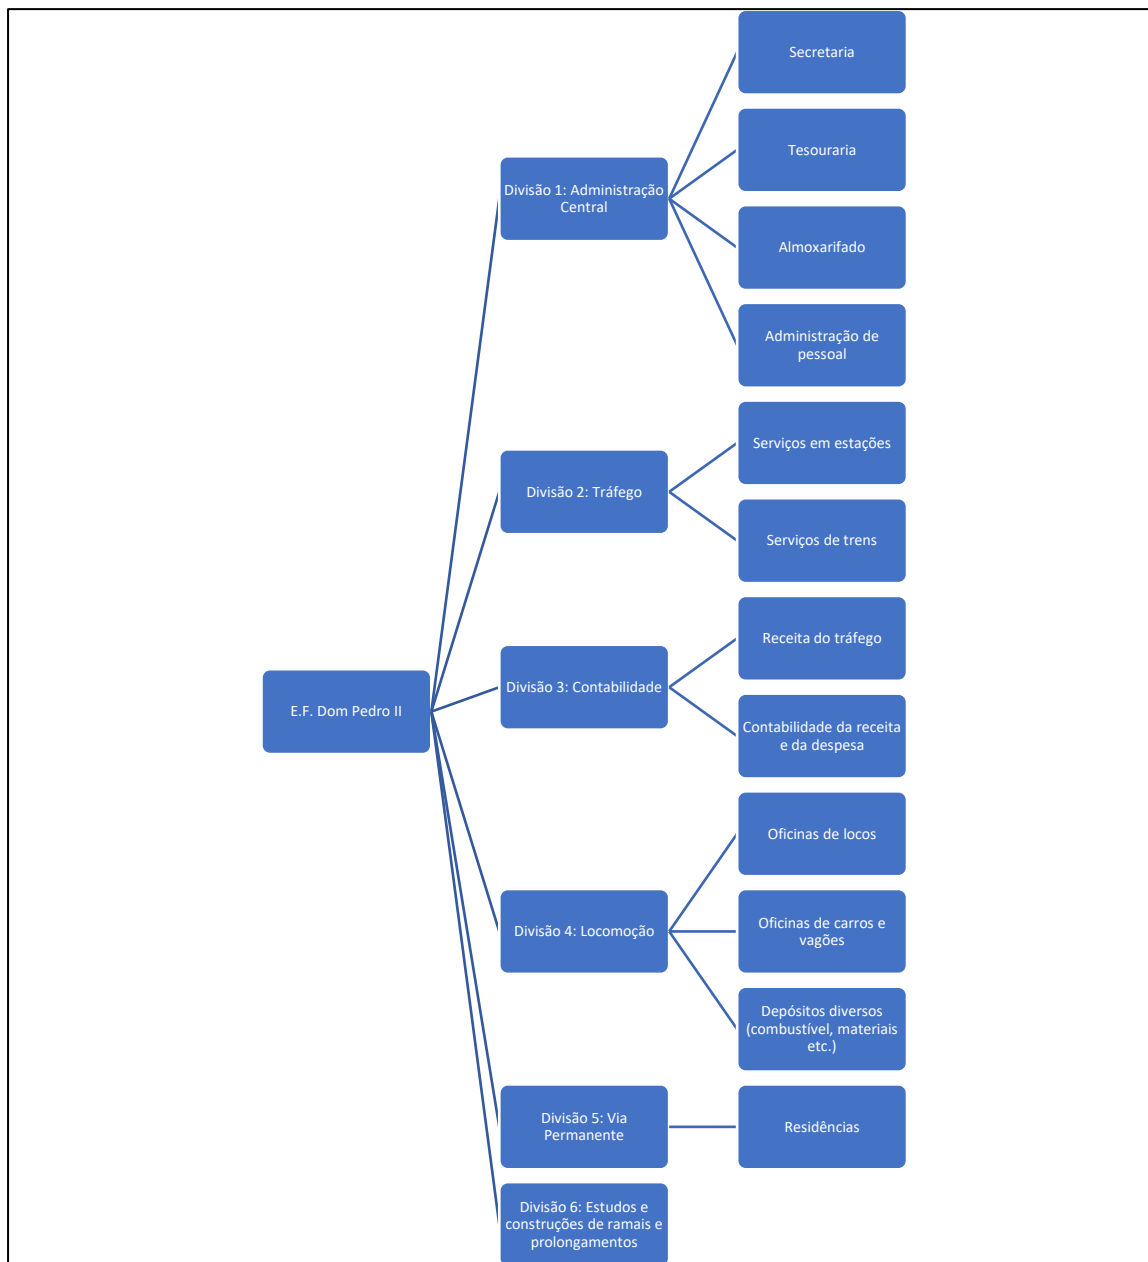 E.F. Dom Pedro II
Divisão 1: Administração
Central
Secretaria
Tesouraria
Almoxarifado
Administração de
pessoal
Divisão 2: Tráfego
Serviços em estações
Serviços de trens
Divisão 3: Contabilidade
Receita do tráfego
Contabilidade da receita
e da despesa
Divisão 4: Locomoção
Oficinas de locos
Oficinas de carros e
vagões
Depósitos diversos
(combustível, materiais
etc.)
Divisão 5: Via
Permanente
Residências
Divisão 6: Estudos e
construções de ramais e
prolongamentos